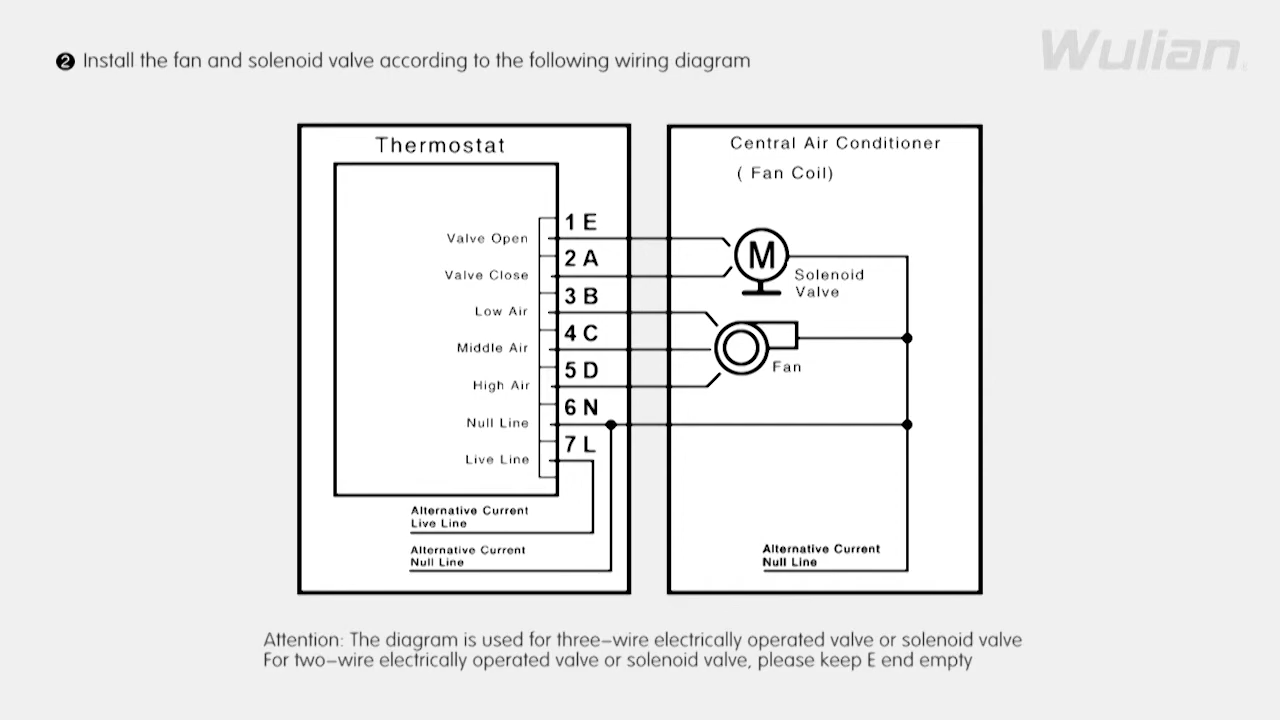 ❷ Install the fan and solenoid valve according to the following wiring diagram
Wulian®
Thermostat
1 E
Valve Open
2 A
Valve Close
3 B
Low Air
4 C
Middle Air
5 D
High Air
6 N
Null Line
7 L
Live Line
Alternative Current
Live Line
Alternative Current
Null Line
Central Air Conditioner
( Fan Coil)
M
Solenoid
Valve
Fan
Alternative Current
Null Line
Attention: The diagram is used for three-wire electrically operated valve or solenoid valve
For two-wire electrically operated valve or solenoid valve, please keep E end empty